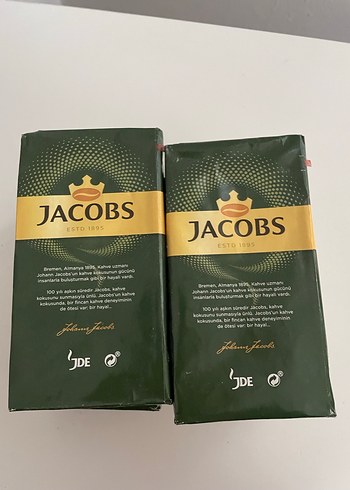 JACOBS
ESTD 1895
Bremen, Almanya 1895, Kahve uzmanı
Johann Jacobs'un kahve kokusunun gücünü
insanlarla buluşturmak gibi bir hayali vardı.
100 yılı aşkın süredir Jacobs, kahve
kokusunu sunmasıyla ünlü. Jacobs'un kahve
kokusunda, bir fincan kahve deneyiminin
de ötesi var: bir hayal...
Johann Jacobs
JDE
JACOBS
ESTD 1895
Bremen, Almanya 1895, Kahve uzmanı
Johann Jacobs'un kahve kokusunun gücünü
insanlarla buluşturmak gibi bir hayali vardı.
100 yılı aşkın süredir Jacobs, kahve
kokusunu sunmasıyla ünlü. Jacobs'un kahve
kokusunda, bir fincan kahve deneyiminin
de ötesi var: bir hayal...
Johann Jacobs
JDE